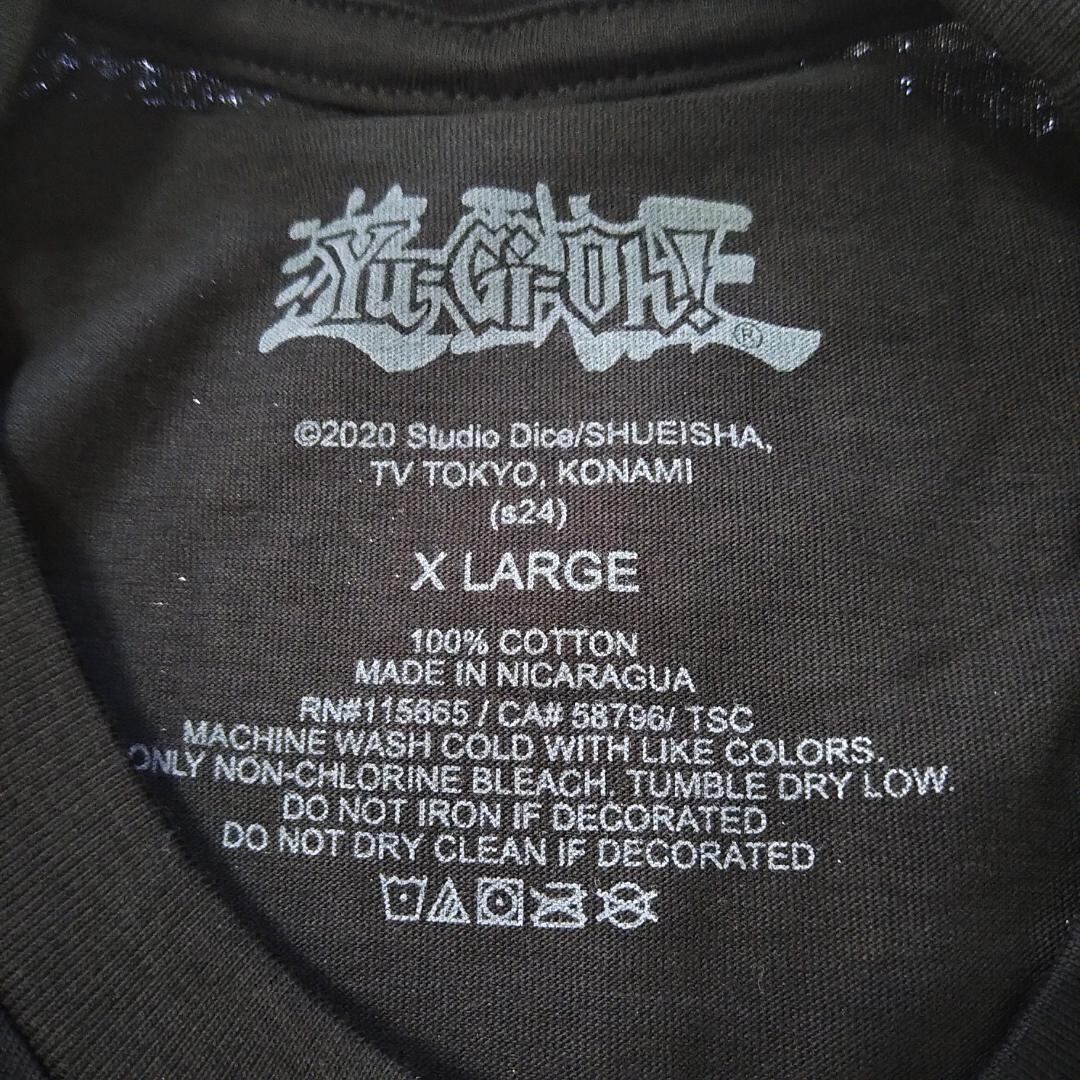 Yu-Gi-Oh!®
©2020 Studio Dice/SHUEISHA,
TV TOKYO, KONAMI
(s24)
X LARGE
100% COTTON
MADE IN NICARAGUA
RN#115665 / CA# 58796/ TSC
MACHINE WASH COLD WITH LIKE COLORS.
ONLY NON-CHLORINE BLEACH. TUMBLE DRY LOW.
DO NOT IRON IF DECORATED
DO NOT DRY CLEAN IF DECORATED